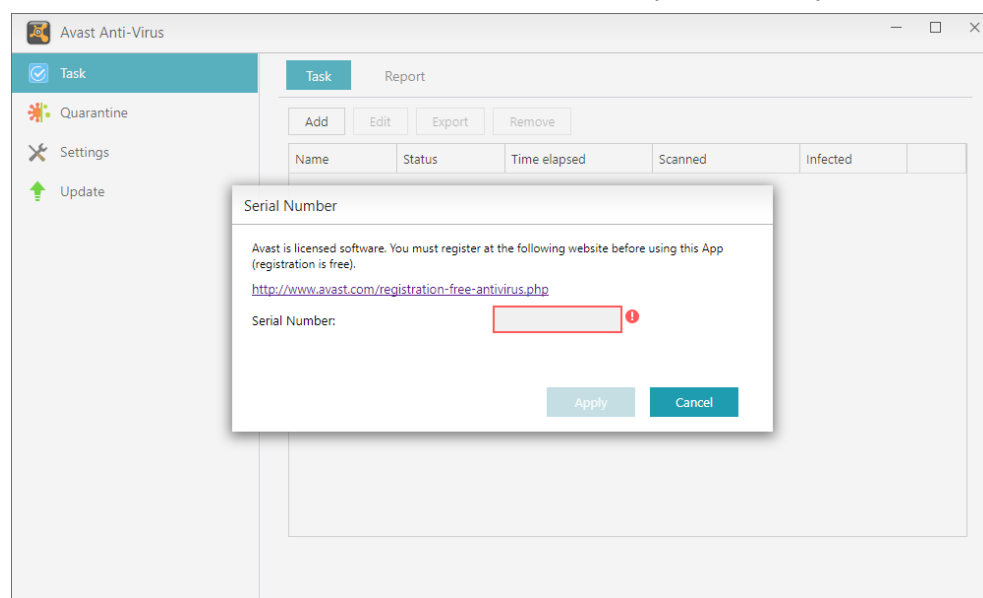 Avast Anti-Virus
Task
Quarantine
Settings
Update
Task Report
Add Edit Export Remove
Name Status Time elapsed Scanned Infected
Serial Number
Avast is licensed software. You must register at the following website before using this App
(registration is free).
http://www.avast.com/registration-free-antivirus.php
Serial Number:
Apply Cancel